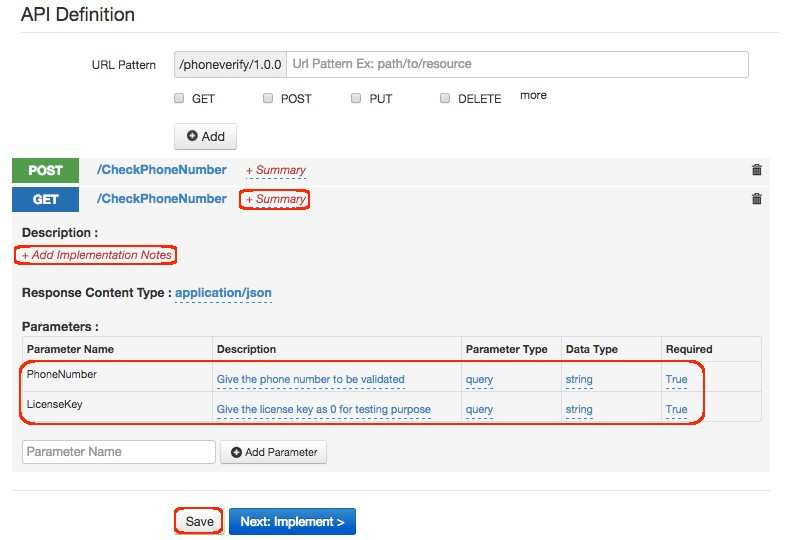 API Definition
URL Pattern /phoneverify/1.0.0 Url Pattern Ex: path/to/resource
GET POST PUT DELETE more
Add
POST /CheckPhoneNumber + Summary
GET /CheckPhoneNumber + Summary
Description :
+ Add Implementation Notes
Response Content Type : application/json
Parameters :
Parameter Name Description Parameter Type Data Type Required
PhoneNumber Give the phone number to be validated query string True
LicenseKey Give the license key as 0 for testing purpose query string True
Parameter Name Add Parameter
Save Next: Implement >